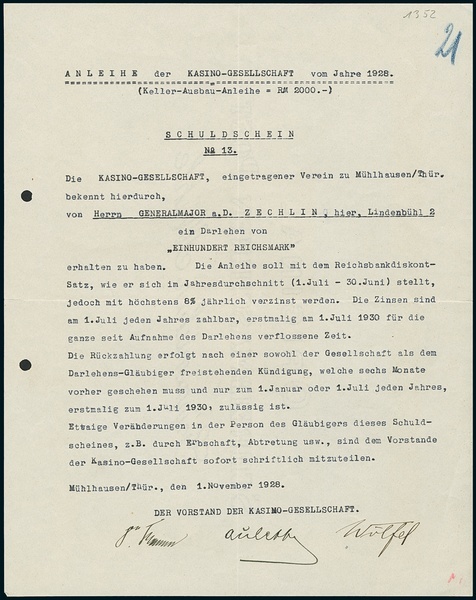 1352
21
ANLEIHE der KASINO-GESELLSCHAFT vom Jahre 1928.
(Keller-Ausbau-Anleihe = RM 2000.-)
SCHULDSCHEIN
No 13.
Die KASINO-GESELLSCHAFT, eingetragener Verein zu Mühlhausen/Thür.
bekennt hierdurch,
von Herrn GENERALMAJOR a.D. ZECHLIN, hier, Lindenbühl 2
ein Darlehen von
„EINHUNDERT REICHSMARK"
erhalten zu haben. Die Anleihe soll mit dem Reichsbankdiskont-
Satz, wie er sich im Jahresdurchschnitt (1.Juli - 30.Juni) stellt,
jedoch mit höchstens 8% jährlich verzinst werden. Die Zinsen sind
am 1.Juli jeden Jahres zahlbar, erstmalig am 1.Juli 1930 für die
ganze seit Aufnahme des Darlehens verflossene Zeit.
Die Rückzahlung erfolgt nach einer sowohl der Gesellschaft als dem
Darlehens-Gläubiger freistehenden Kündigung, welche sechs Monate
vorher geschehen muss und nur zum 1.Januar oder 1.Juli jeden Jahres,
erstmalig zum 1.Juli 1930, zulässig ist.
Etwaige Veränderungen in der Person des Gläubigers dieses Schuld-
scheines, z.B. durch Erbschaft, Abtretung usw., sind dem Vorstande
der Kasino-Gesellschaft sofort schriftlich mitzuteilen.
Mühlhausen/Thür., den 1.November 1928.
DER VORSTAND DER KASINO-GESELLSCHAFT.
Wölfel